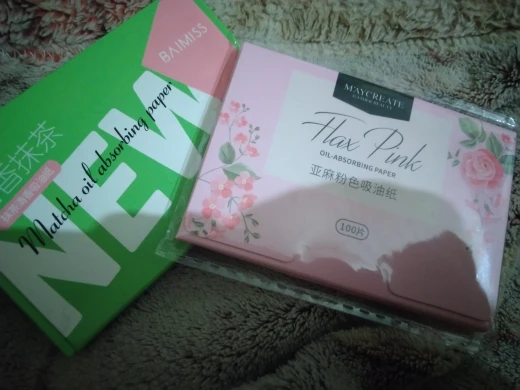 BAIMISS
NEW
Matcha oil absorbing paper
香抹茶
M'AYCREATE
Flax Pink
OIL-ABSORBING PAPER
亚麻粉色吸油纸
100片